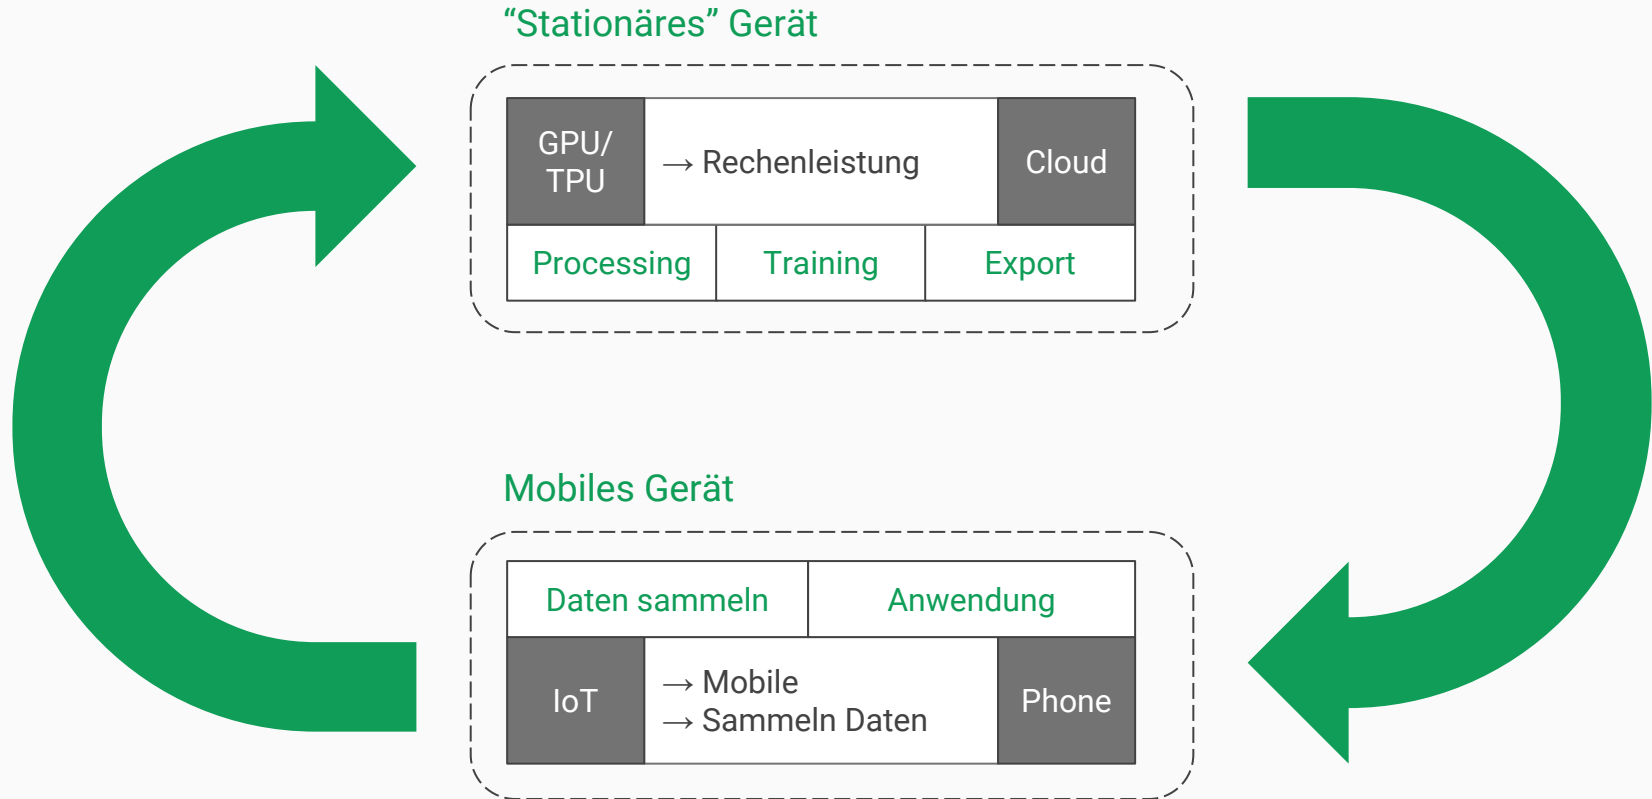 “Stationäres” Gerät
GPU/
TPU
→ Rechenleistung
Cloud
Processing
Training
Export
Mobiles Gerät
Daten sammeln
Anwendung
IoT
→ Mobile
→ Sammeln Daten
Phone